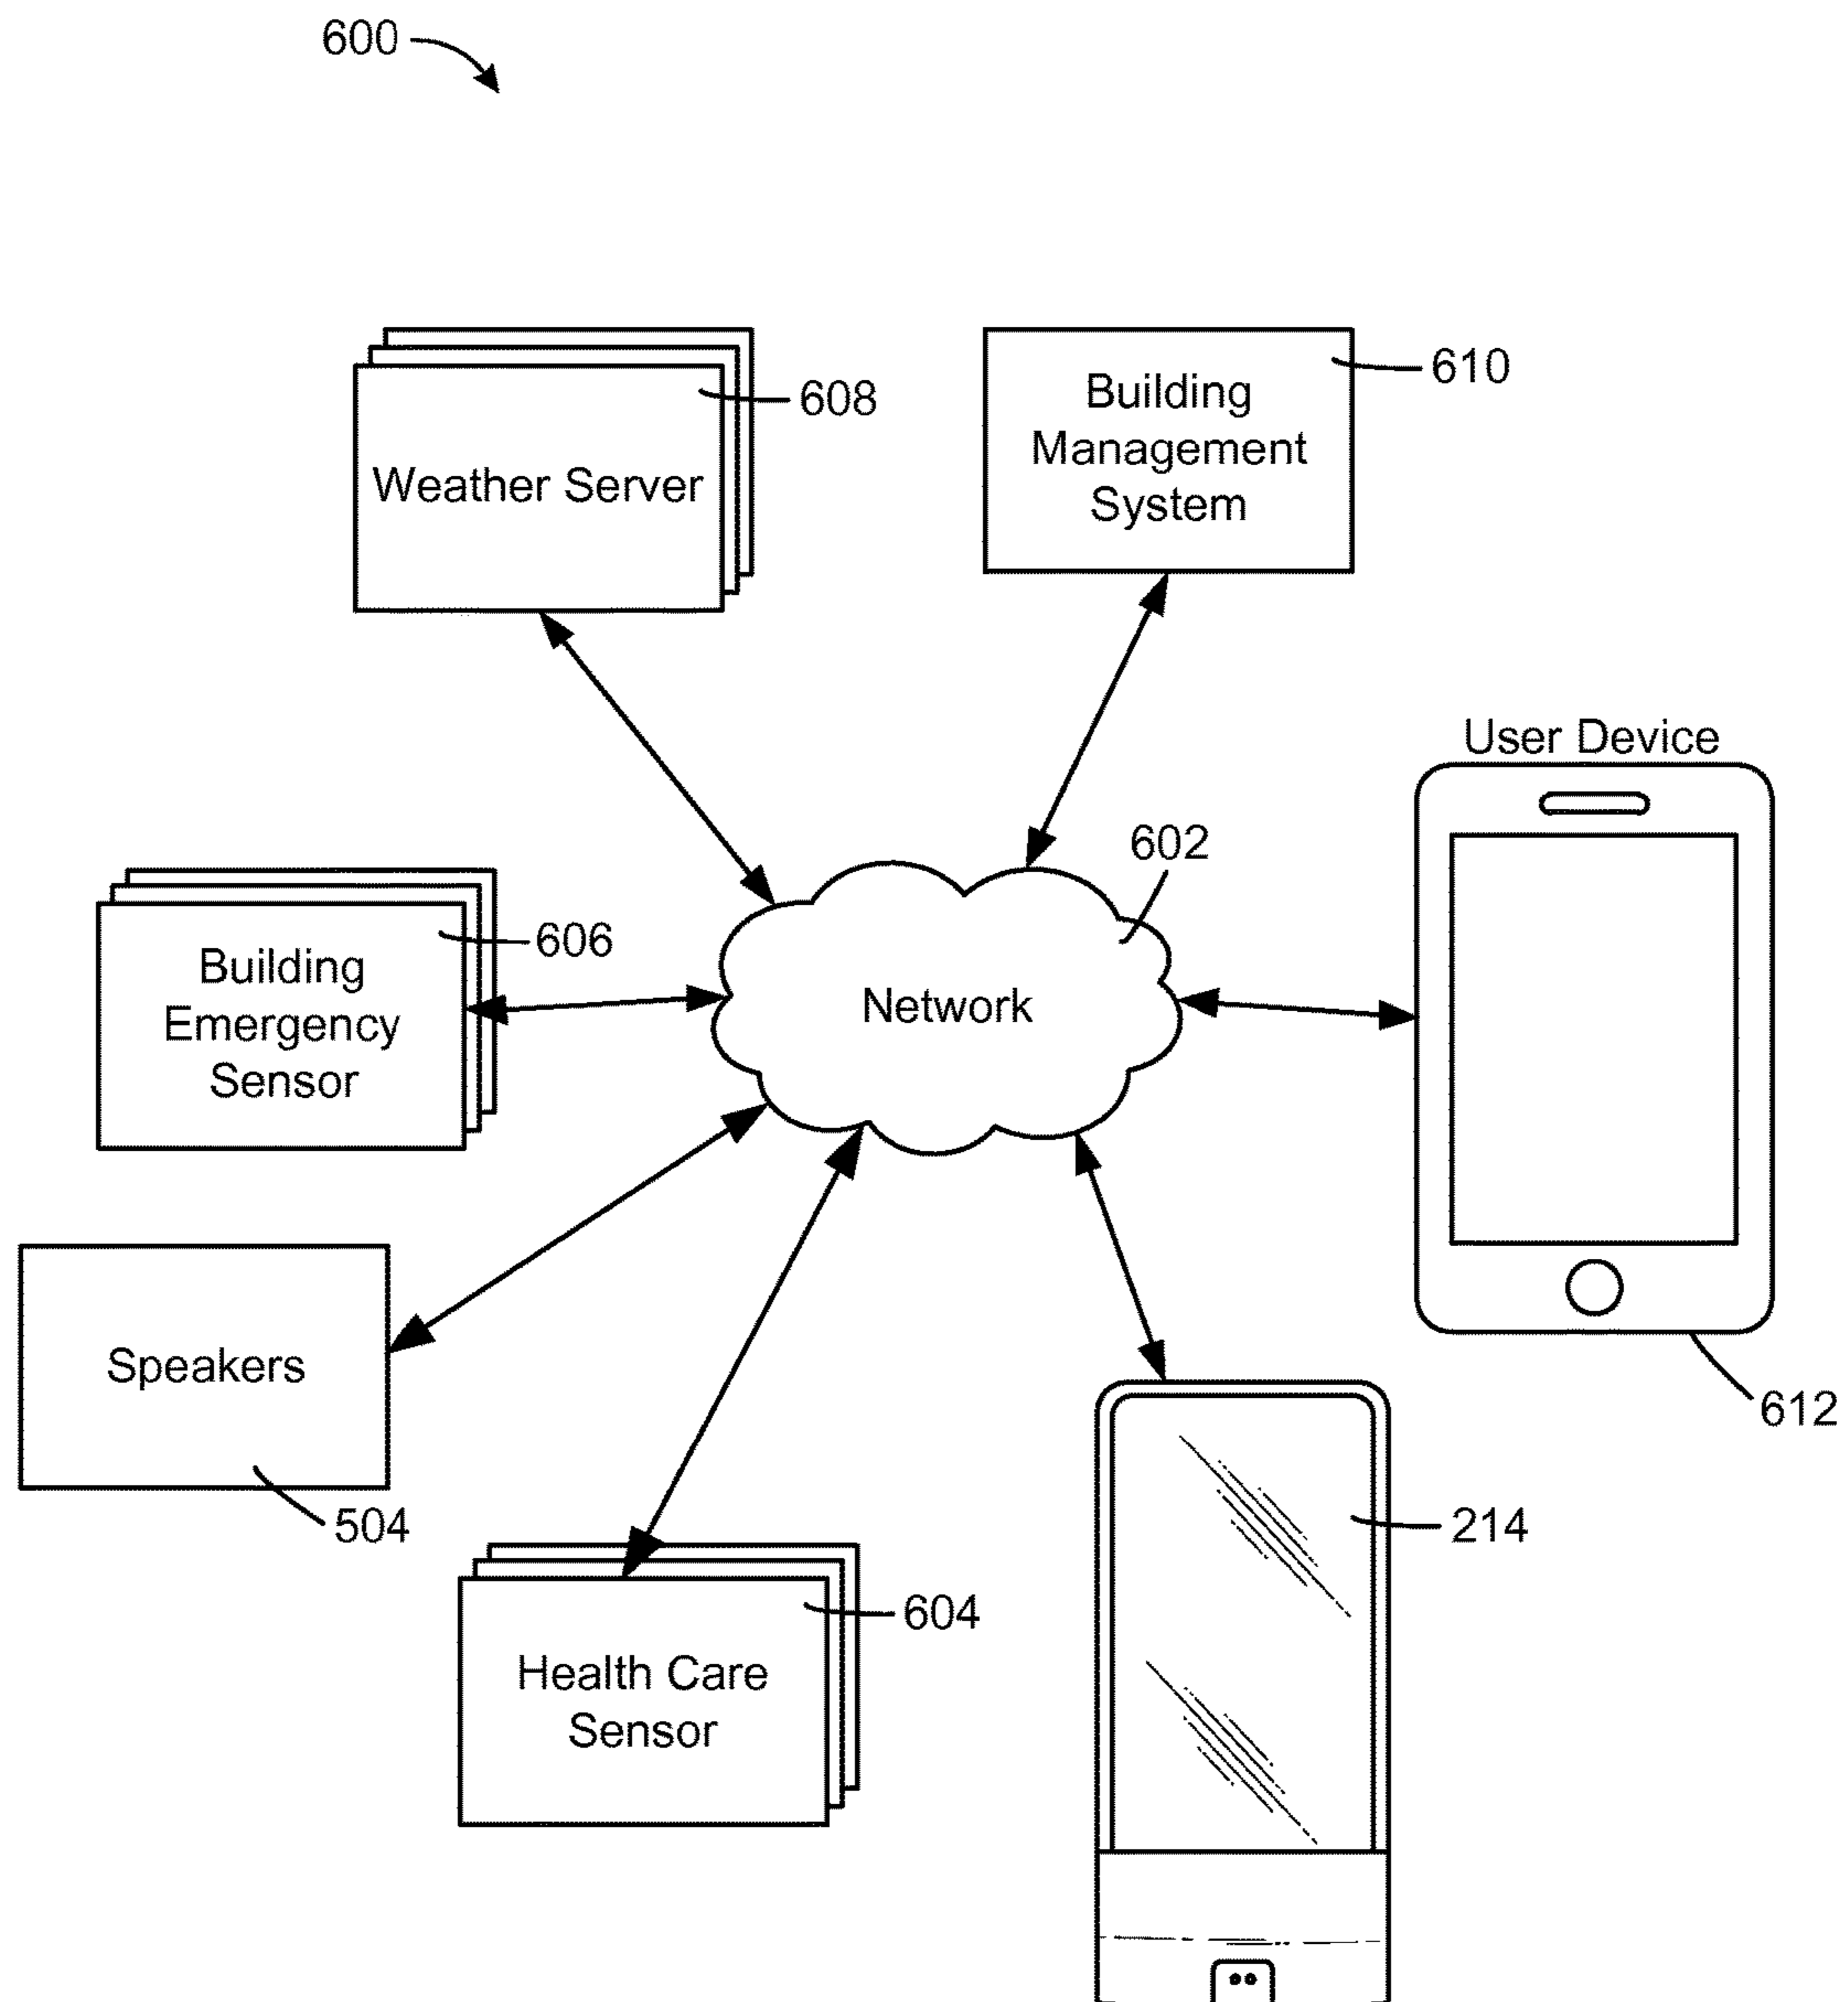 600
608
Weather Server
610
Building
Management
System
User Device
602
606
Building
Emergency
Sensor
Network
Speakers
504
612
214
604
Health Care
Sensor